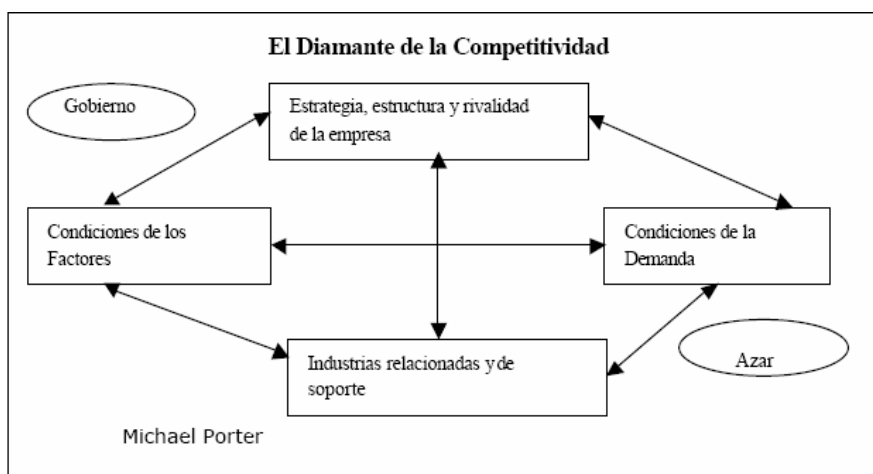 El Diamante de la Competitividad
Gobierno
Estrategia, estructura y rivalidad
de la empresa
Condiciones de los
Factores
Condiciones de la
Demanda
Industrias relacionadas y de
soporte
Azar
Michael Porter